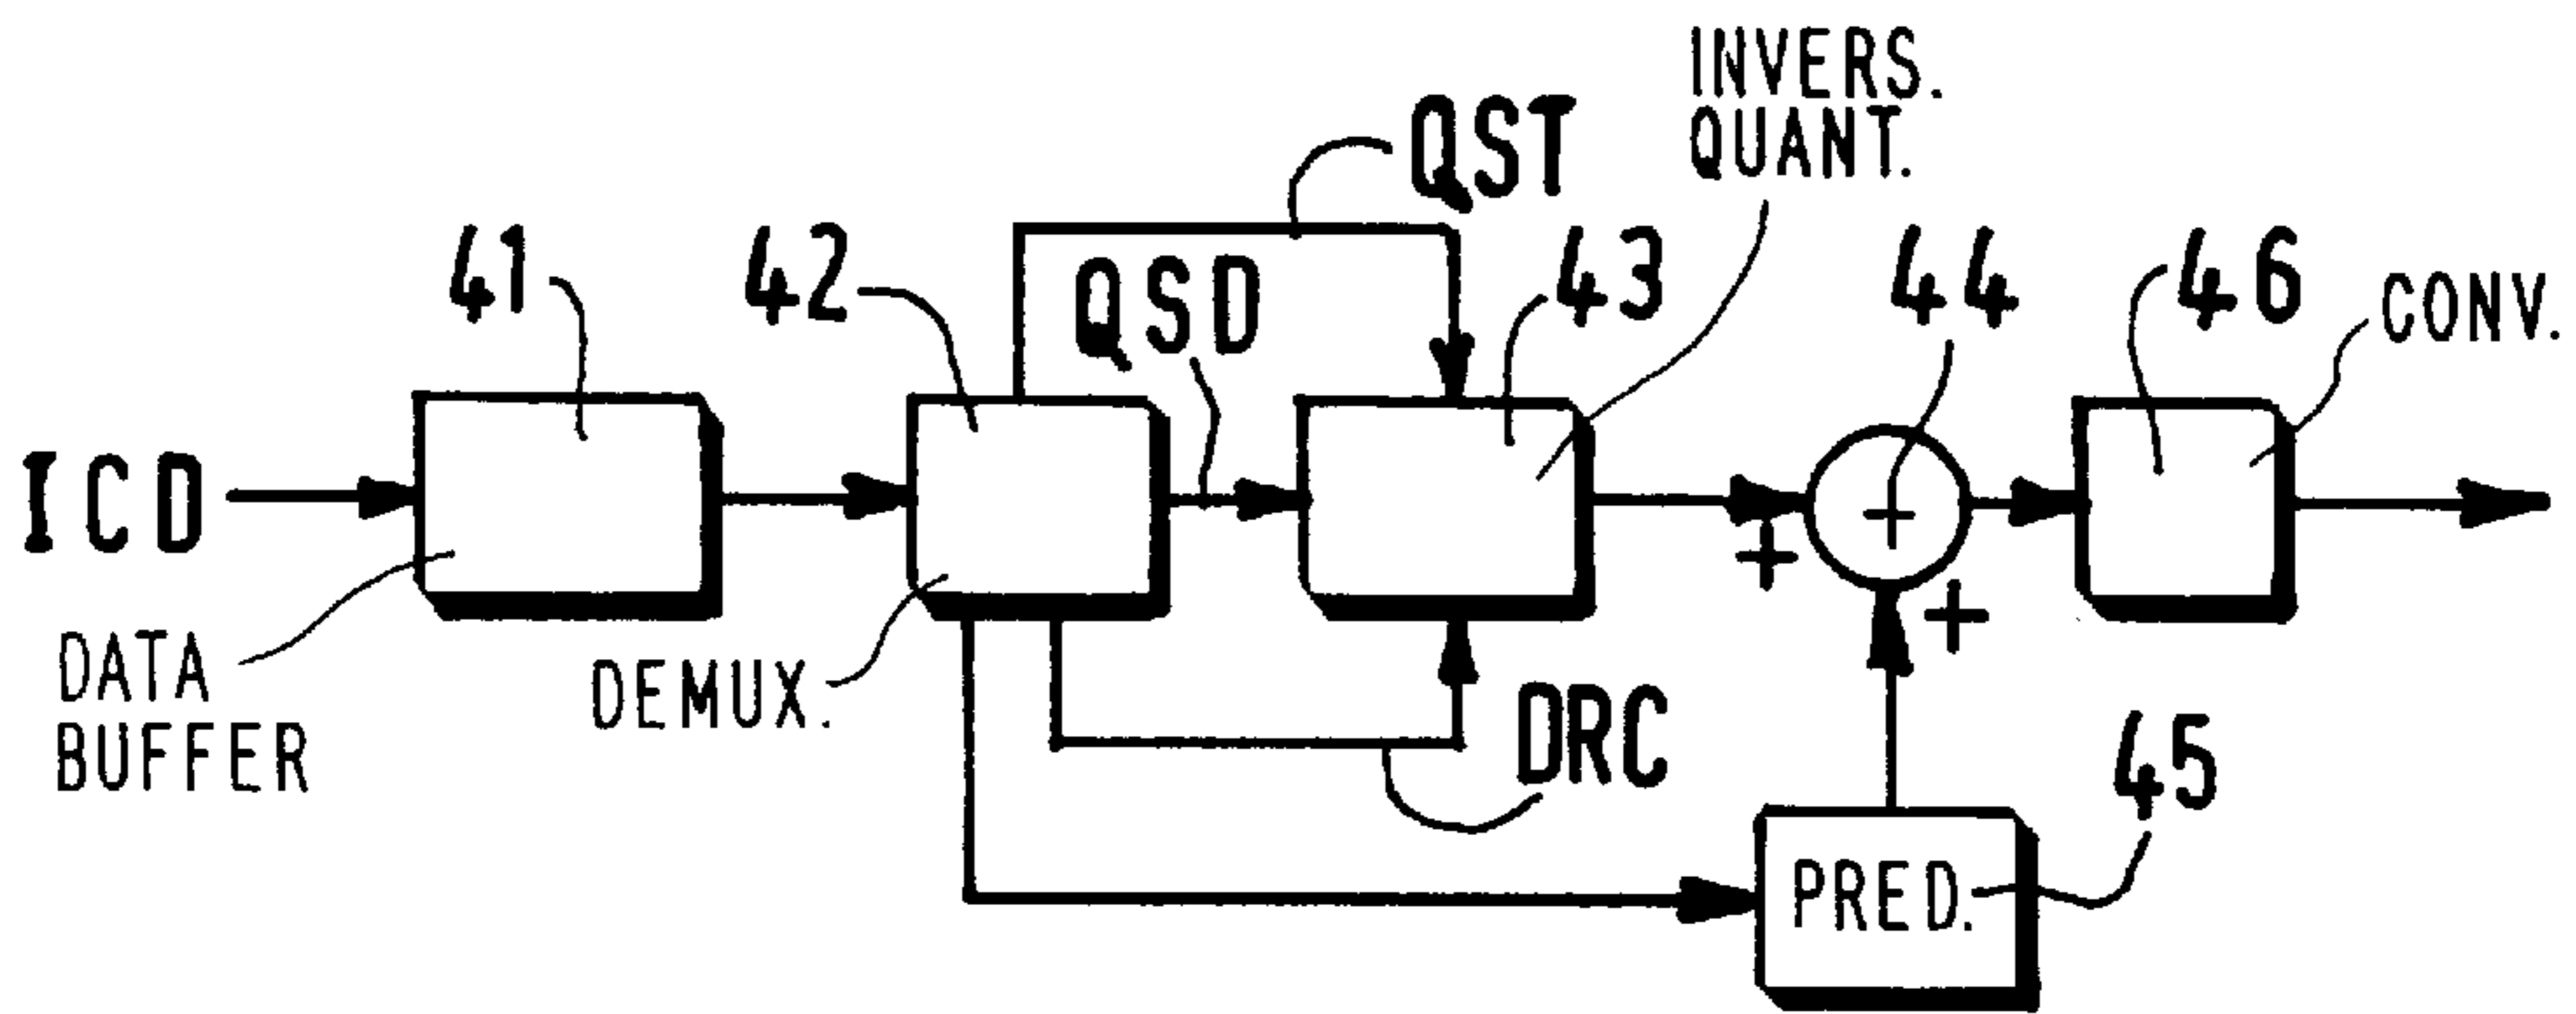 INVERS.
QUANT.
QST
41
42
QSD
43
44
46
CONV.
ICD
+
+
+
DATA
BUFFER
DEMUX.
DRC
45
PRED.